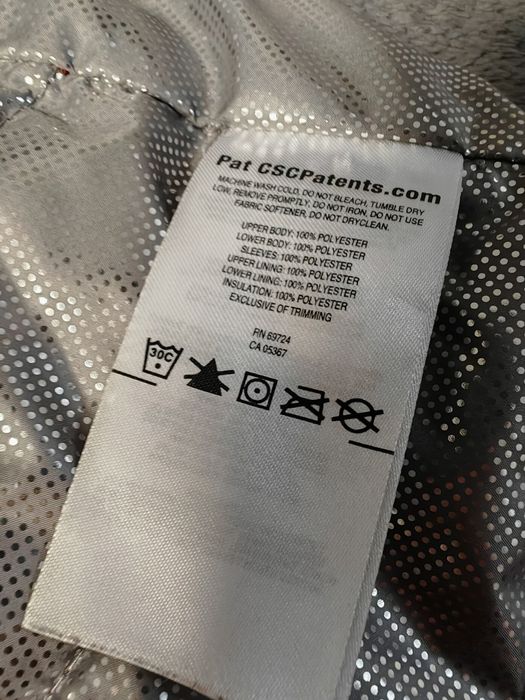 Pat CSCPatents.com
MACHINE WASH COLD, DO NOT BLEACH, TUMBLE DRY
LOW, REMOVE PROMPTLY, DO NOT IRON, DO NOT USE
FABRIC SOFTENER, DO NOT DRYCLEAN.
UPPER BODY: 100% POLYESTER
LOWER BODY: 100% POLYESTER
SLEEVES: 100% POLYESTER
UPPER LINING: 100% POLYESTER
LOWER LINING: 100% POLYESTER
INSULATION: 100% POLYESTER
EXCLUSIVE OF TRIMMING
RN 69724
CA 05367
30C